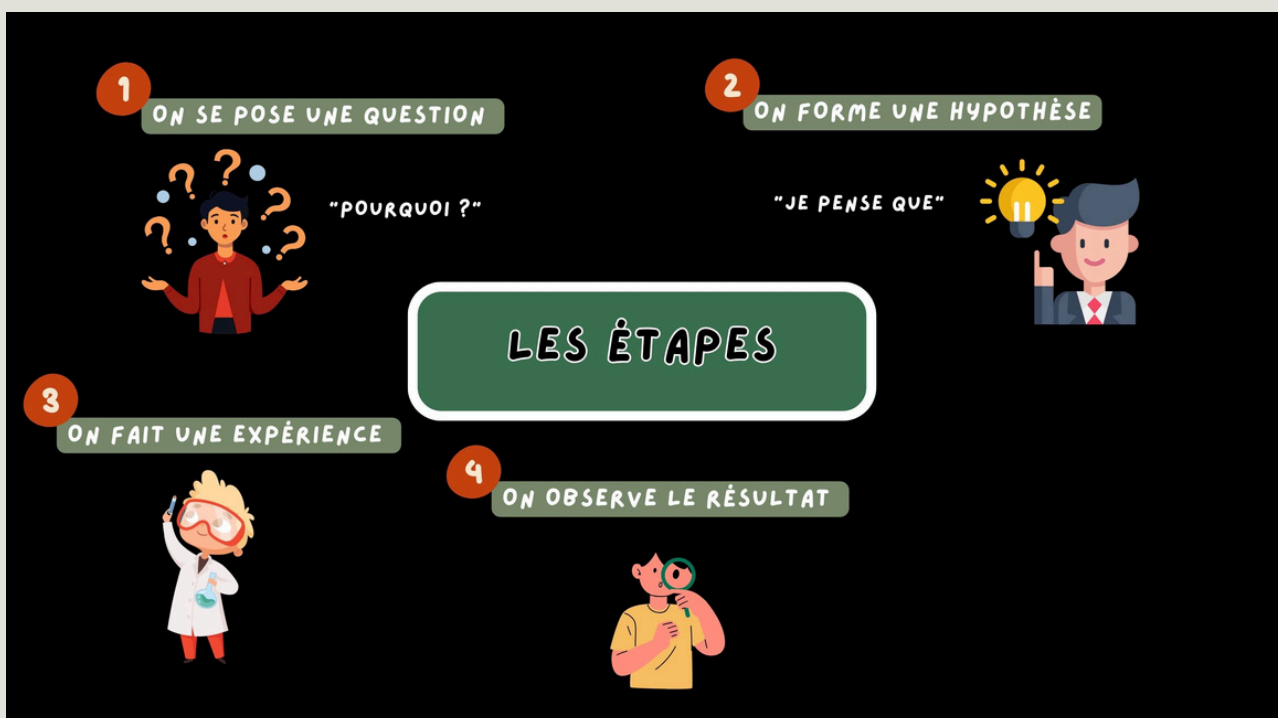 1
ON SE POSE UNE QUESTION
"POURQUOI ?"
2
ON FORME UNE HYPOTHÈSE
"JE PENSE QUE"
LES ÉTAPES
3
ON FAIT UNE EXPÉRIENCE
4
ON OBSERVE LE RÉSULTAT